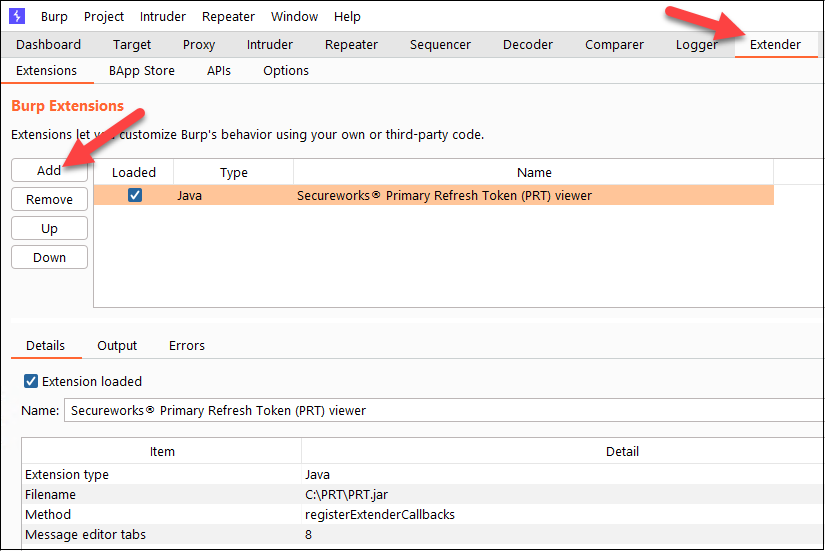 Burp Project Intruder Repeater Window Help
Dashboard Target Proxy Intruder Repeater Sequencer Decoder Comparer Logger Extender
Extensions BApp Store APIs Options
Burp Extensions
Extensions let you customize Burp's behavior using your own or third-party code.
Add
Remove
Up
Down
Loaded Type Name
Java Secureworks® Primary Refresh Token (PRT) viewer
Details Output Errors
Extension loaded
Name: Secureworks® Primary Refresh Token (PRT) viewer
Item Detail
Extension type Java
Filename C:\PRT\PRT.jar
Method registerExtenderCallbacks
Message editor tabs 8